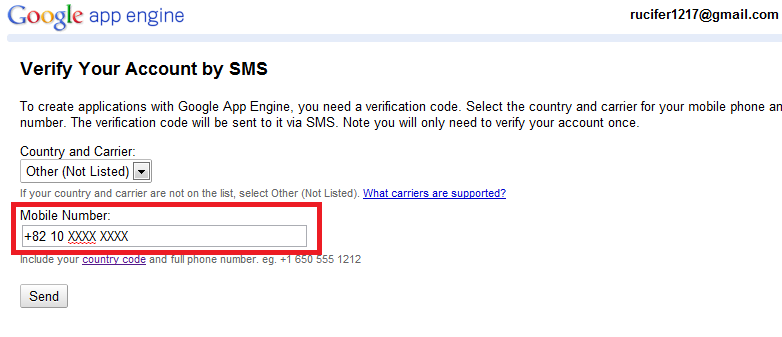 Google app engine
rucifer1217@gmail.com
Verify Your Account by SMS
To create applications with Google App Engine, you need a verification code. Select the country and carrier for your mobile phone an
number. The verification code will be sent to it via SMS. Note you will only need to verify your account once.
Country and Carrier:
Other (Not Listed)
If your country and carrier are not on the list, select Other (Not Listed). What carriers are supported?
Mobile Number:
+82 10 XXXX XXXX
Include your country code and full phone number. eg. +1 650 555 1212
Send